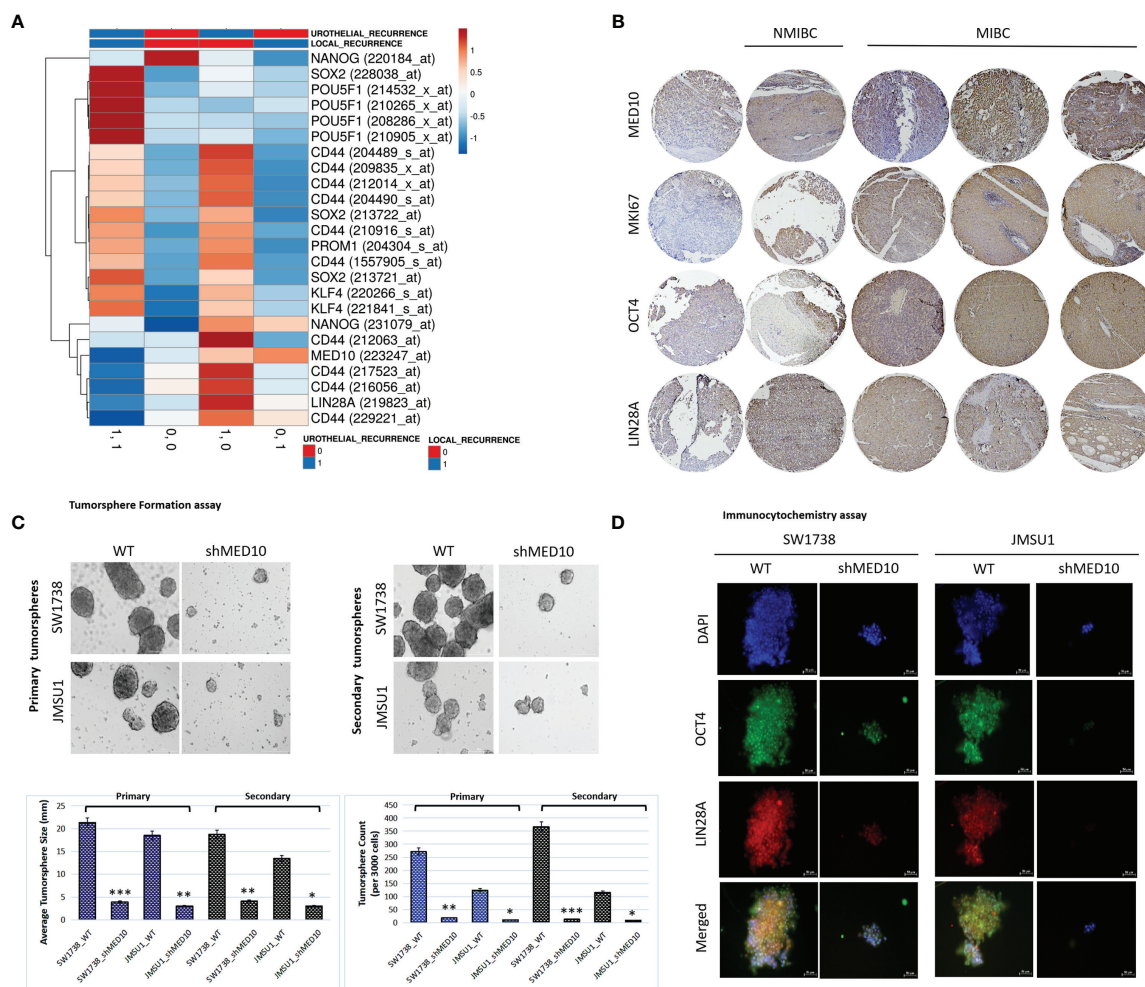 A
UROTHELIAL_RECURRENCE
LOCAL_RECURRENCE
NANOG (220184_at)
SOX2 (228038_at)
POU5F1 (214532_x_at)
POU5F1 (210265_x_at)
POU5F1 (208286_x_at)
POU5F1 (210905_x_at)
CD44 (204489_s_at)
CD44 (209835_x_at)
CD44 (212014_x_at)
CD44 (204490_s_at)
SOX2 (213722_at)
CD44 (210916_s_at)
PROM1 (204304_s_at)
CD44 (1557905_s_at)
SOX2 (213721_at)
KLF4 (220266_s_at)
KLF4 (221841_s_at)
NANOG (231079_at)
CD44 (212063_at)
MED10 (223247_at)
CD44 (217523_at)
CD44 (216056_at)
LIN28A (219823_at)
CD44 (229221_at)
1
0.5
0
-0.5
-1
1, 1
0, 0
1, 0
0, 1
UROTHELIAL_RECURRENCE
0
1
LOCAL_RECURRENCE
0
1
B
NMIBC
MIBC
MED10
MKI67
OCT4
LIN28A
C
Tumorsphere Formation assay
WT
shMED10
Primary tumorspheres
SW1738
JMSU1
WT
shMED10
Secondary tumorspheres
SW1738
JMSU1
Primary
Secondary
Average Tumorsphere Size (mm)
25
20
15
10
5
0
***
**
**
*
SW1738_WT
SW1738_shMED10
JMSU1_WT
JMSU1_shMED10
SW1738_WT
SW1738_shMED10
JMSU1_WT
JMSU1_shMED10
Primary
Secondary
Tumorsphere Count
(per 3000 cells)
450
400
350
300
250
200
150
100
50
0
**
*
***
*
SW1738_WT
SW1738_shMED10
JMSU1_WT
JMSU1_shMED10
SW1738_WT
SW1738_shMED10
JMSU1_WT
JMSU1_shMED10
D
Immunocytochemistry assay
SW1738
JMSU1
WT
shMED10
WT
shMED10
DAPI
OCT4
LIN28A
Merged